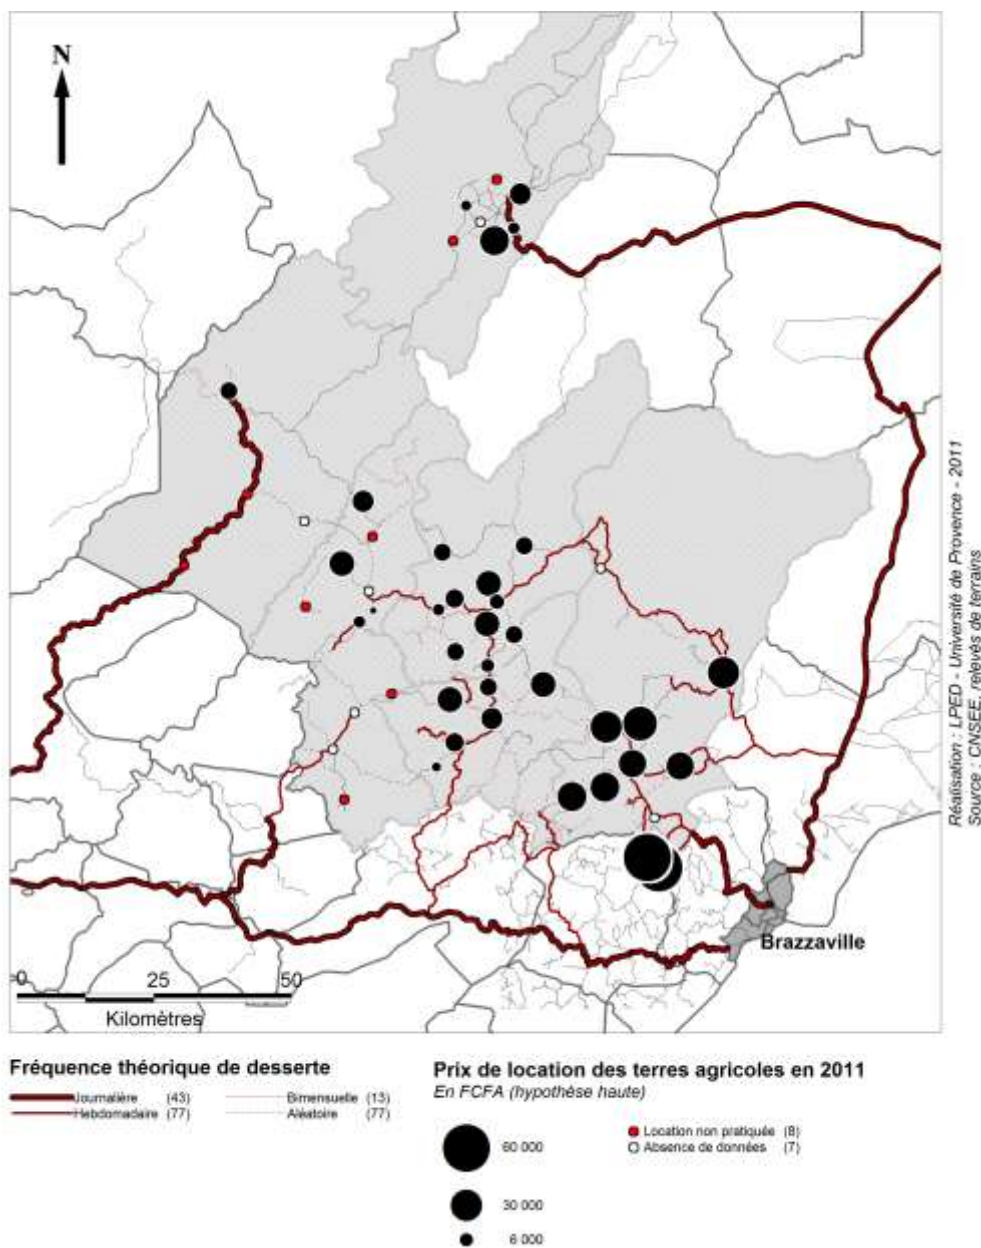 N
Réalisation : LPED - Université de Provence - 2011
Source : CNSEE, relevés de terrains
Brazzaville
0 25 50
Kilomètres
Fréquence théorique de desserte
Journalière (43)
Hebdomadaire (77)
Bimensuelle (13)
Aléatoire (77)
Prix de location des terres agricoles en 2011
En FCFA (hypothèse haute)
60 000
30 000
6 000
Location non pratiquée (8)
Absence de données (7)